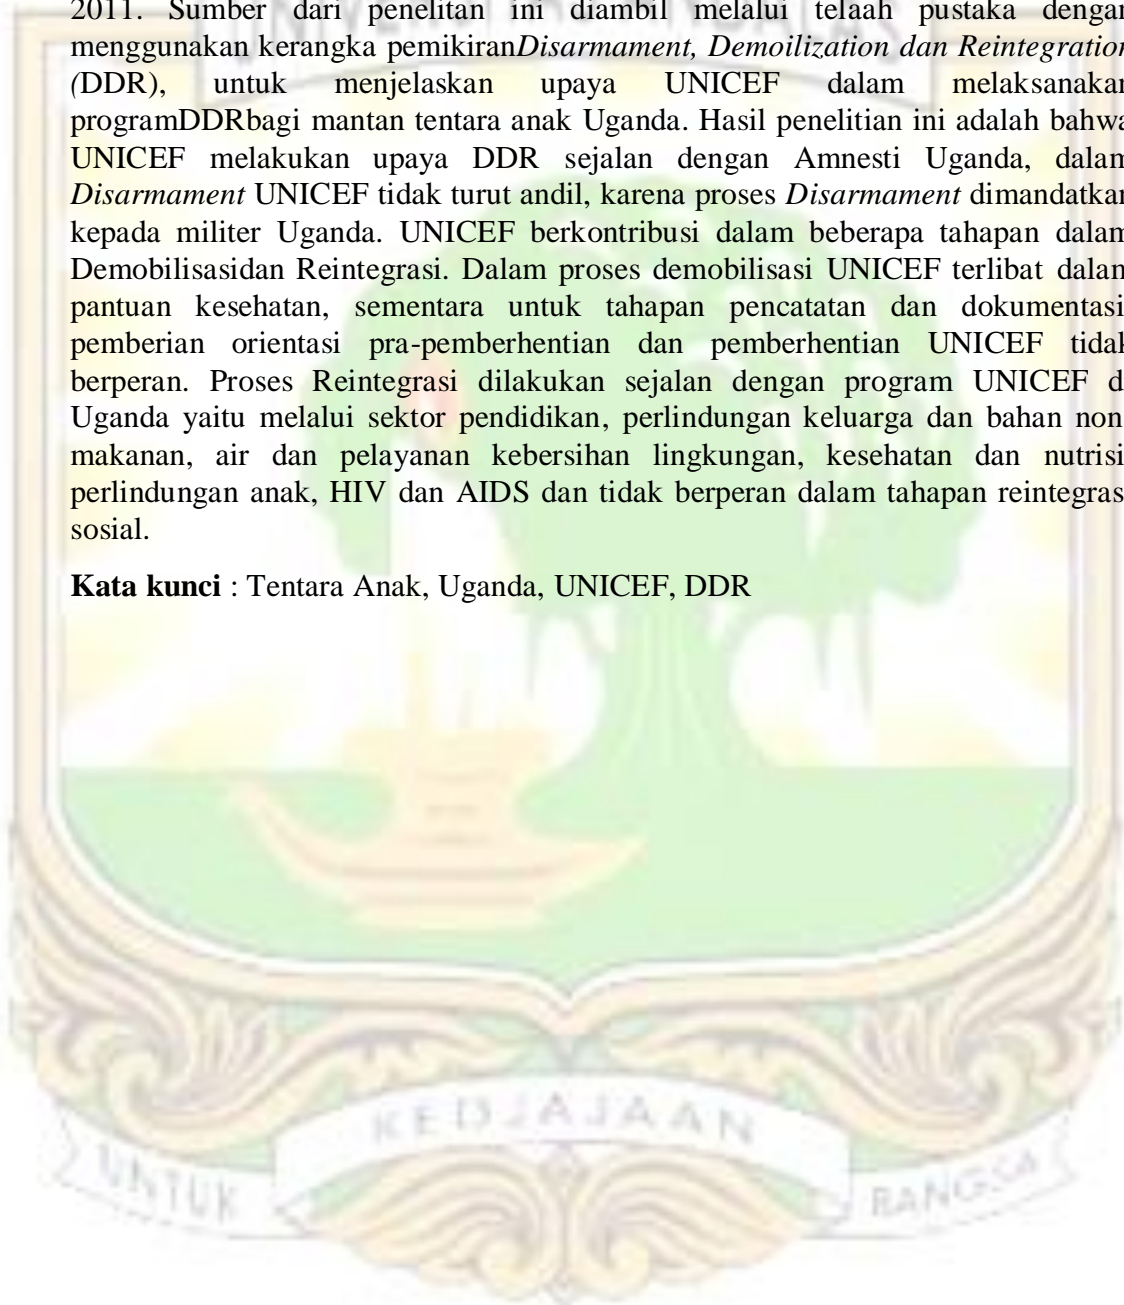 2011. Sumber dari penelitan ini diambil melalui telaah pustaka dengan
menggunakan kerangka pemikiranDisarmament, Demoilization dan Reintegration
(DDR), untuk menjelaskan upaya UNICEF dalam melaksanakan
programDDRbagi mantan tentara anak Uganda. Hasil penelitian ini adalah bahwa
UNICEF melakukan upaya DDR sejalan dengan Amnesti Uganda, dalam
Disarmament UNICEF tidak turut andil, karena proses Disarmament dimandatkan
kepada militer Uganda. UNICEF berkontribusi dalam beberapa tahapan dalam
Demobilisasidan Reintegrasi. Dalam proses demobilisasi UNICEF terlibat dalam
pantuan kesehatan, sementara untuk tahapan pencatatan dan dokumentasi
pemberian orientasi pra-pemberhentian dan pemberhentian UNICEF tidak
berperan. Proses Reintegrasi dilakukan sejalan dengan program UNICEF di
Uganda yaitu melalui sektor pendidikan, perlindungan keluarga dan bahan non
makanan, air dan pelayanan kebersihan lingkungan, kesehatan dan nutrisi
perlindungan anak, HIV dan AIDS dan tidak berperan dalam tahapan reintegrasi
sosial.
Kata kunci : Tentara Anak, Uganda, UNICEF, DDR
KEDJAJAAN
UNTUK
BANGSA